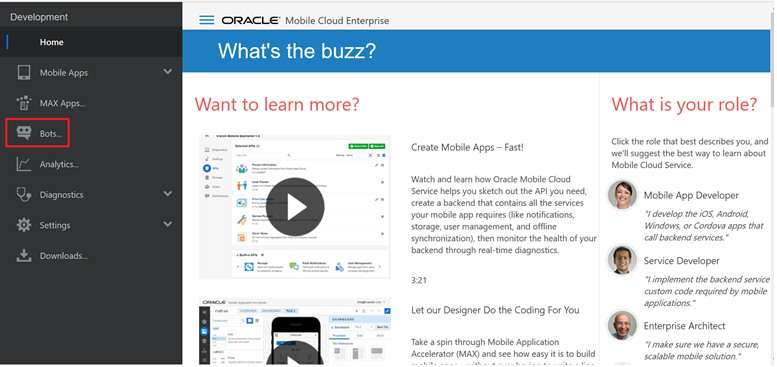 Development
Home
Mobile Apps
MAX Apps...
Bots...
Analytics...
Diagnostics
Settings
Downloads...
ORACLE Mobile Cloud Enterprise
What's the buzz?
Want to learn more?
Create Mobile Apps – Fast!
Watch and learn how Oracle Mobile Cloud
Service helps you sketch out the API you need,
create a backend that contains all the services
your mobile app requires (like notifications,
storage, user management, and offline
synchronization), then monitor the health of your
backend through real-time diagnostics.
3:21
Let our Designer Do the Coding For You
Take a spin through Mobile Application
Accelerator (MAX) and see how easy it is to build
What is your role?
Click the role that best describes you, and
we'll suggest the best way to learn about
Mobile Cloud Service.
Mobile App Developer
"I develop the iOS, Android,
Windows, or Cordova apps that
call backend services."
Service Developer
"I implement the backend service
custom code required by mobile
applications."
Enterprise Architect
"I make sure we have a secure,
scalable mobile solution."